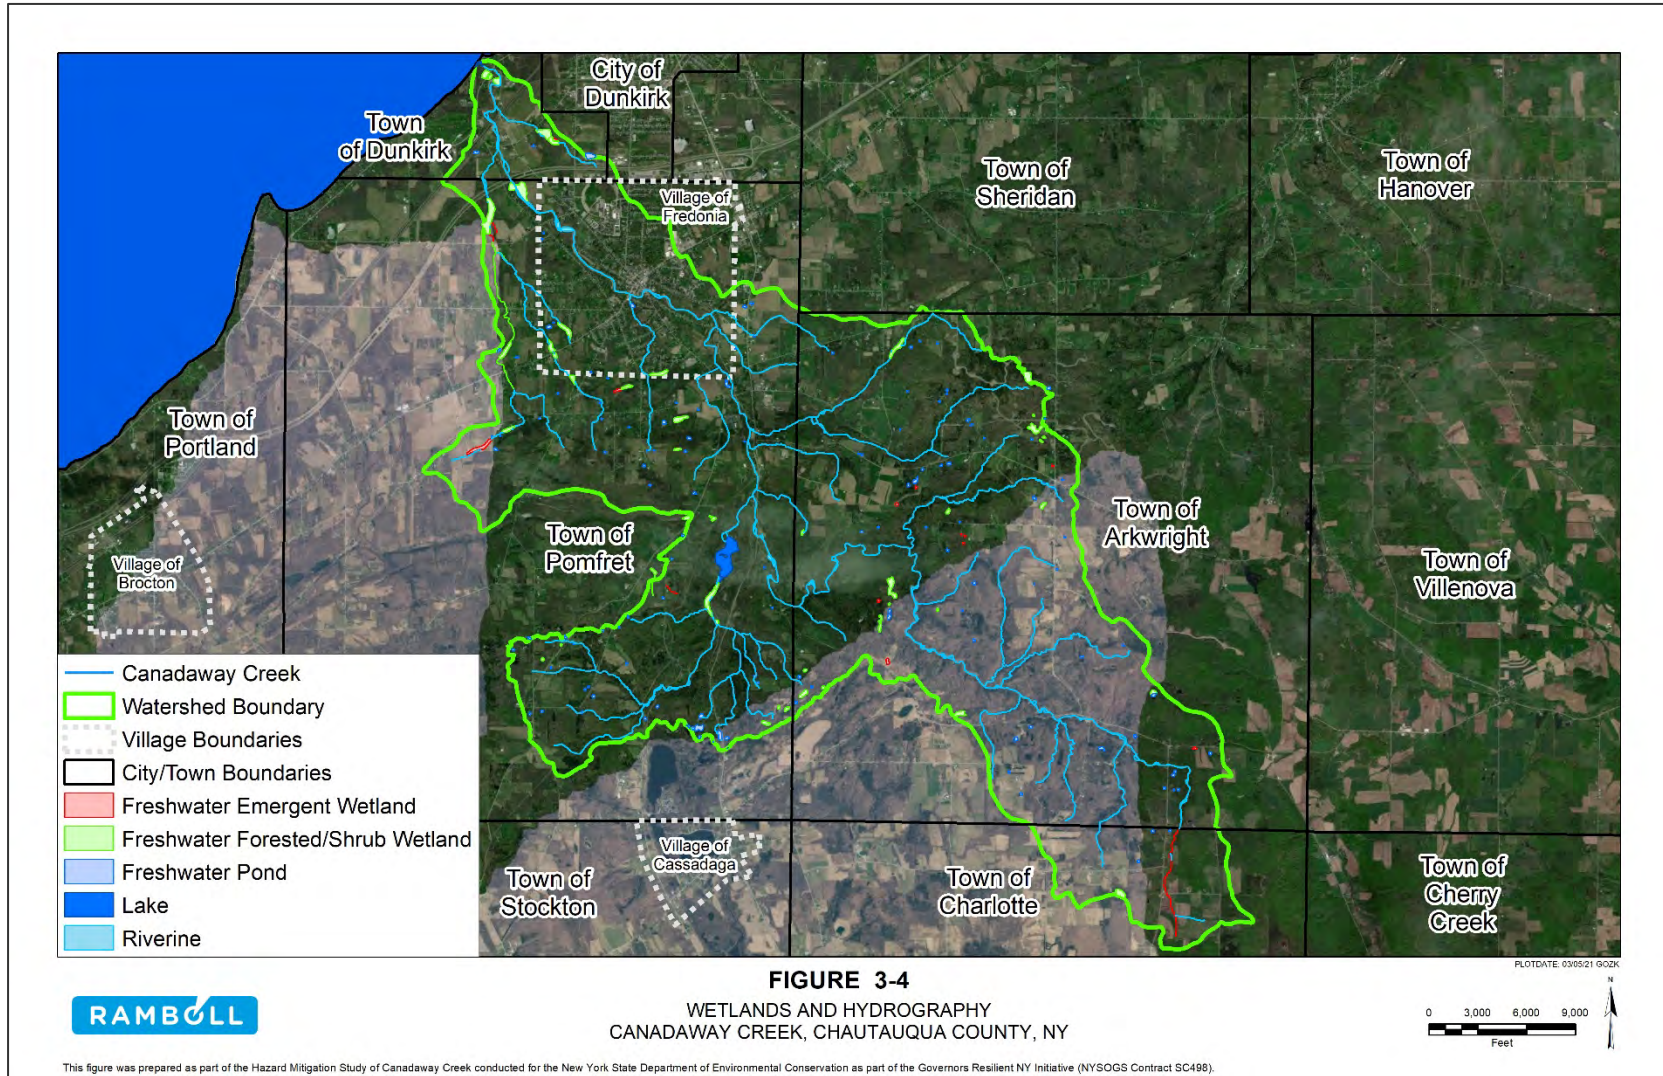 City of
Dunkirk
Town
of Dunkirk
Town of
Sheridan
Town of
Hanover
Village of
Fredonia
Town of
Portland
Town of
Pomfret
Town of
Arkwright
Village of
Brocton
Town of
Villenova
Village of
Cassadaga
Town of
Stockton
Town of
Charlotte
Town of
Cherry
Creek
Canadaway Creek
Watershed Boundary
Village Boundaries
City/Town Boundaries
Freshwater Emergent Wetland
Freshwater Forested/Shrub Wetland
Freshwater Pond
Lake
Riverine
PLOTDATE: 03/05/21 GOZK
RAMBOLL
FIGURE 3-4
WETLANDS AND HYDROGRAPHY
CANADAWAY CREEK, CHAUTAUQUA COUNTY, NY
N
0 3,000 6,000 9,000
Feet
This figure was prepared as part of the Hazard Mitigation Study of Canadaway Creek conducted for the New York State Department of Environmental Conservation as part of the Governors Resilient NY Initiative (NYSOGS Contract SC498).